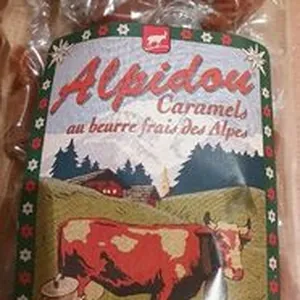 Alpidou
Caramels
au beurre frais des Alpes